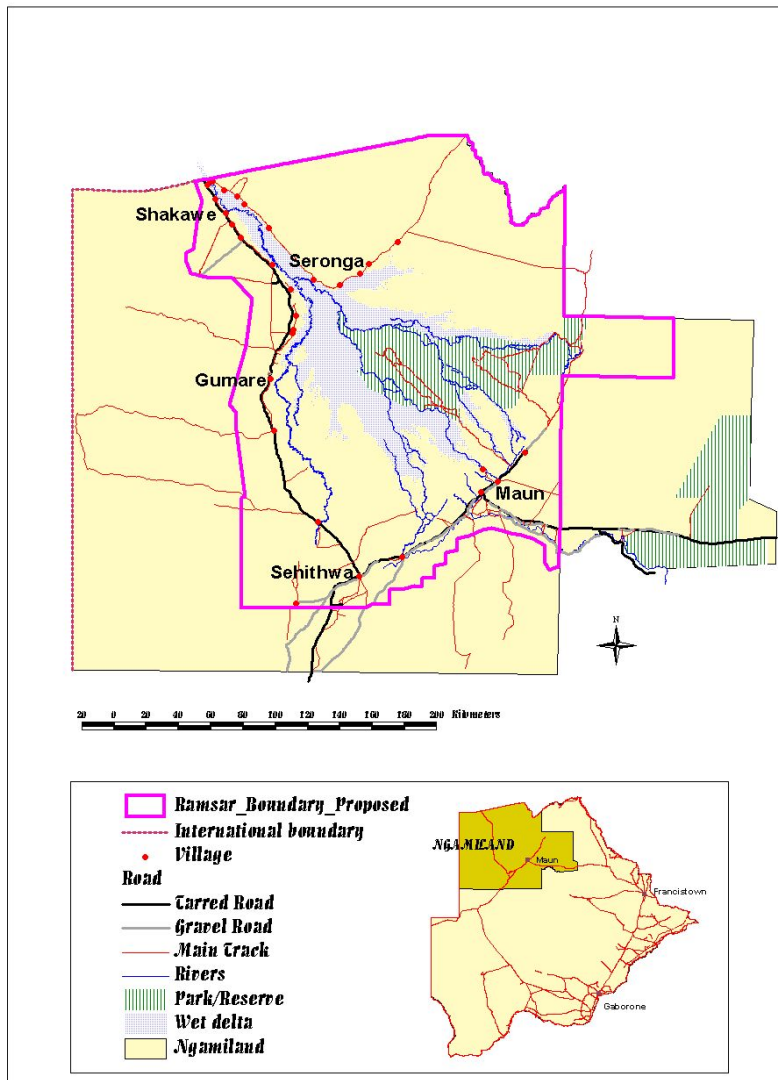 Shakawe
Seronga
Gumare
Maun
Sehithwa
N
20 0 20 40 60 80 100 120 140 160 180 200 Kilometers
Ramsar_Boundary_Proposed
International boundary
Village
Road
Tarred Road
Gravel Road
Main Track
Rivers
Park/Reserve
Wet delta
Ngamiland
NGAMILAND
Maun
Francistown
Gaborone